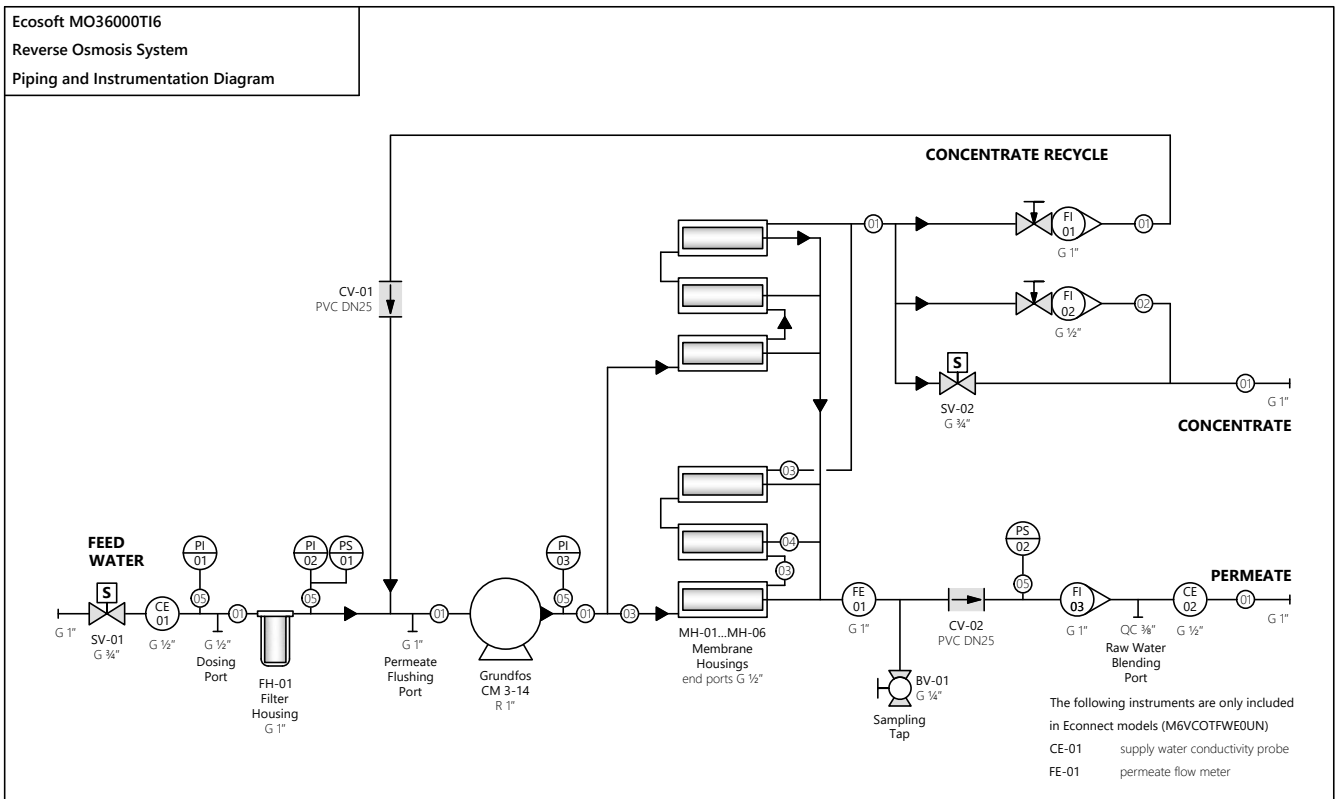 Ecosoft MO36000TI6
Reverse Osmosis System
Piping and Instrumentation Diagram
CONCENTRATE RECYCLE
01
FI
01
01
G 1"
CV-01
PVC DN25
FI
02
02
G ½"
S
SV-02
G ¾"
01
G 1"
CONCENTRATE
03
04
03
FEED
WATER
G 1"
S
SV-01
G ¾"
CE
01
G ½"
PI
01
05
01
G ½"
Dosing
Port
FH-01
Filter
Housing
G 1"
PI
02
PS
01
05
G 1"
Permeate
Flushing
Port
01
Grundfos
CM 3-14
R 1"
PI
03
05
01
03
MH-01...MH-06
Membrane
Housings
end ports G ½"
FE
01
G 1"
BV-01
G ¼"
Sampling
Tap
CV-02
PVC DN25
PS
02
05
FI
03
G 1"
QC ⅜"
Raw Water
Blending
Port
CE
02
G ½"
PERMEATE
01
G 1"
The following instruments are only included
in Econnect models (M6VCOTFWE0UN)
CE-01 supply water conductivity probe
FE-01 permeate flow meter